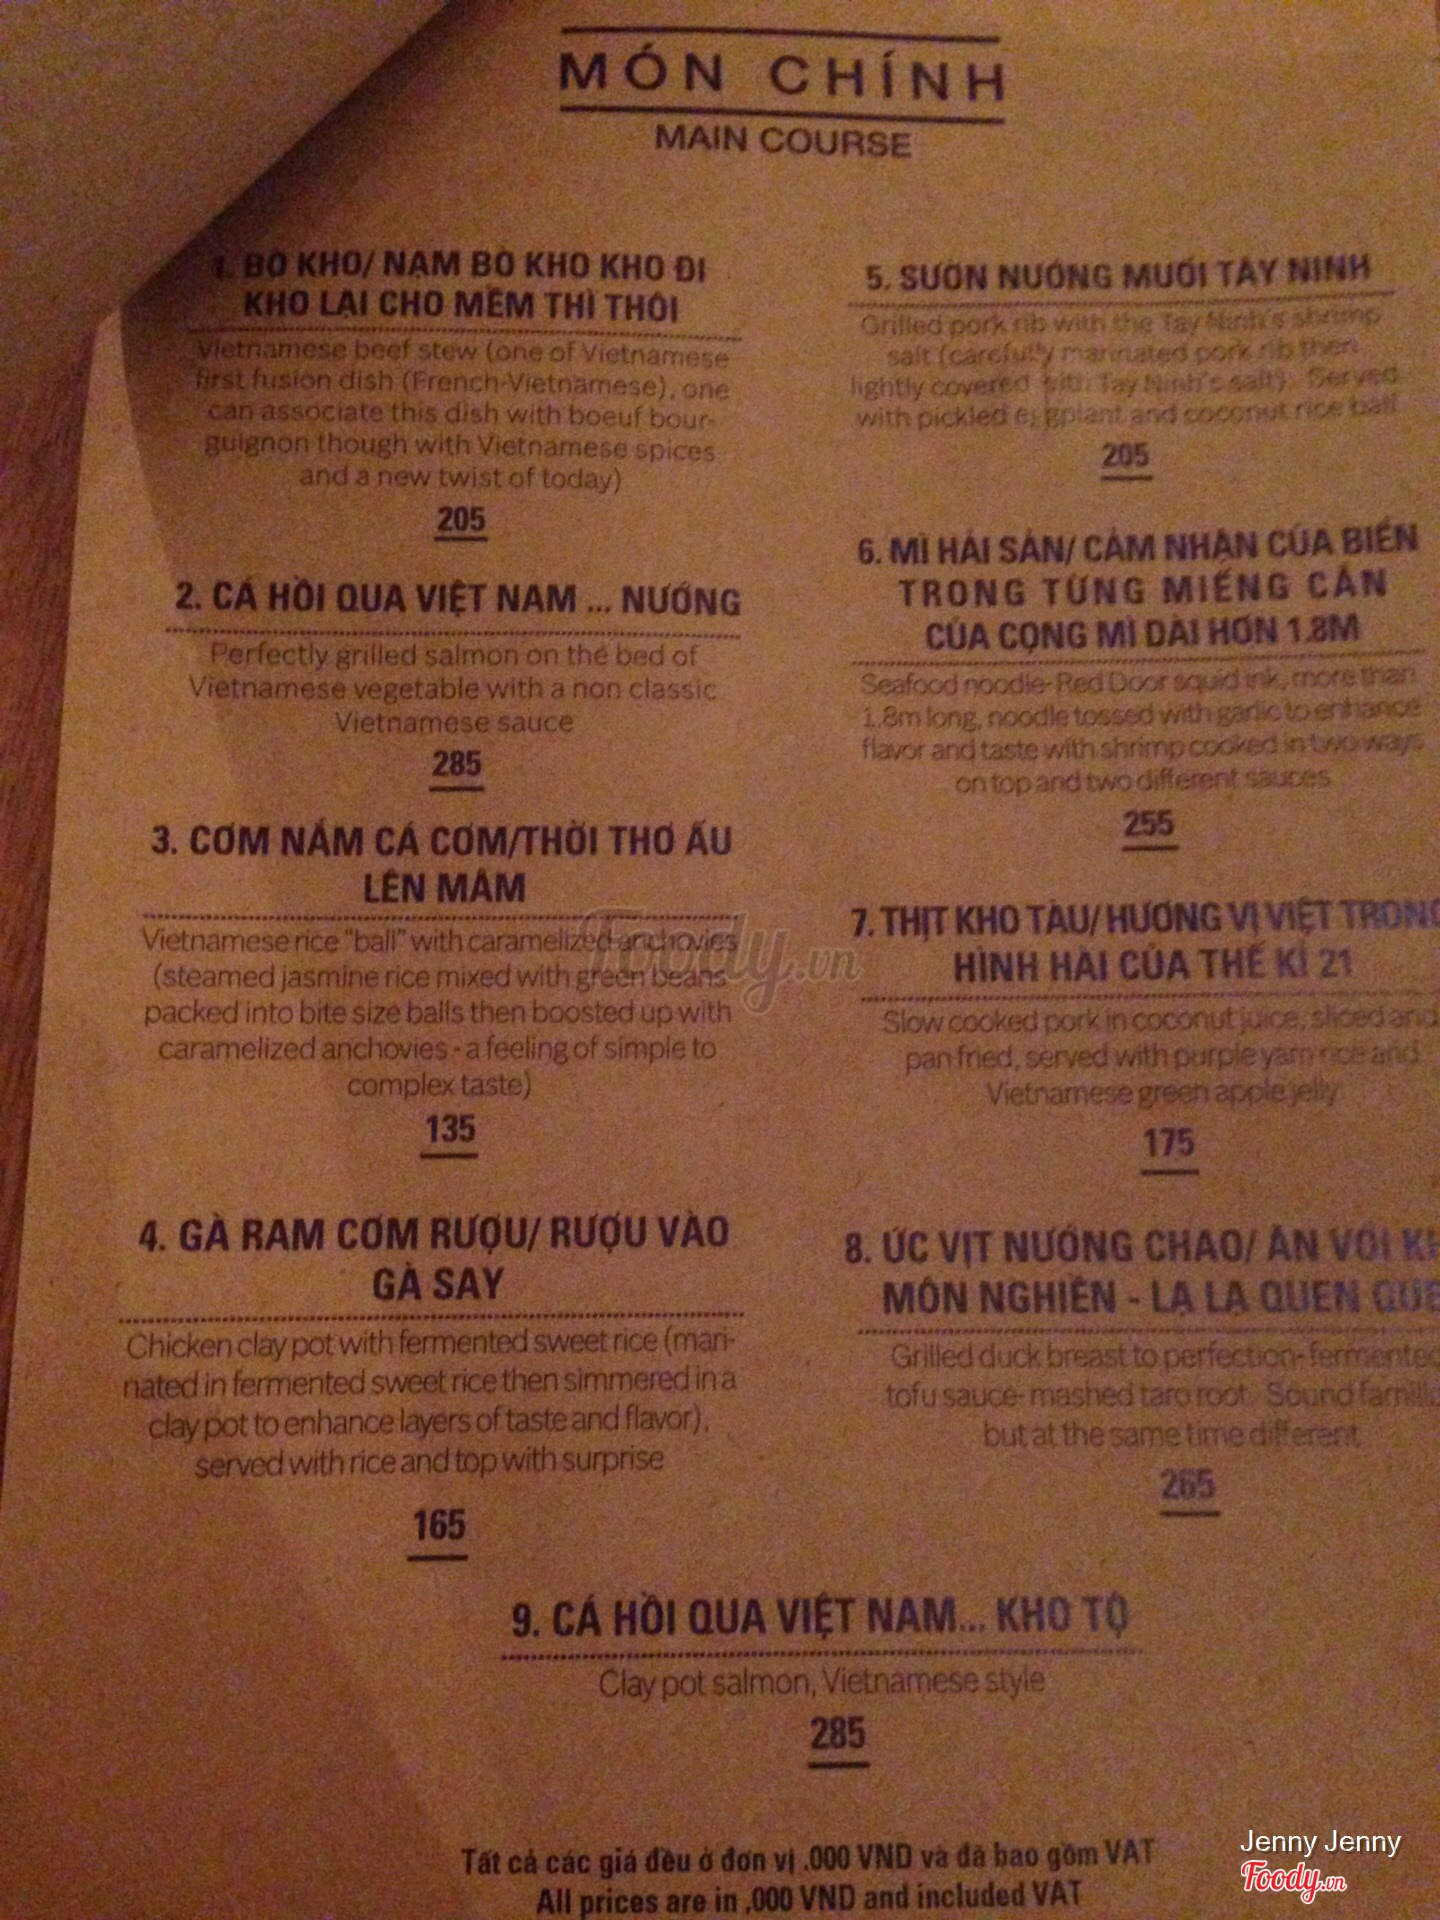 MÓN CHÍNH
MAIN COURSE
1. BÒ KHO/ NẠM BÒ KHO KHO ĐI
KHO LẠI CHO MỀM THÌ THÔI
Vietnamese beef stew (one of Vietnamese
first fusion dish (French-Vietnamese), one
can associate this dish with boeuf bour-
guignon though with Vietnamese spices
and a new twist of today)
205
2. CÁ HỒI QUA VIỆT NAM ... NƯỚNG
Perfectly grilled salmon on the bed of
Vietnamese vegetable with a non classic
Vietnamese sauce
285
3. CƠM NẮM CÁ CƠM/THỜI THƠ ẤU
LÊN MÂM
Vietnamese rice "ball" with caramelized anchovies
(steamed jasmine rice mixed with green beans
packed into bite size balls then boosted up with
caramelized anchovies - a feeling of simple to
complex taste)
135
4. GÀ RAM CƠM RƯỢU/ RƯỢU VÀO
GÀ SAY
Chicken clay pot with fermented sweet rice (mari-
nated in fermented sweet rice then simmered in a
clay pot to enhance layers of taste and flavor),
served with rice and top with surprise
165
5. SƯỜN NƯỚNG MUỐI TÂY NINH
Grilled pork rib with the Tay Ninh's shrimp
salt (carefully marinated pork rib then
lightly covered with Tay Ninh's salt). Served
with pickled eggplant and coconut rice ball
205
6. MÌ HẢI SẢN/ CẢM NHẬN CỦA BIỂN
TRONG TỪNG MIẾNG CẮN
CỦA CỌNG MÌ DÀI HƠN 1.8M
Seafood noodle- Red Door squid ink, more than
1.8m long, noodle tossed with garlic to enhance
flavor and taste with shrimp cooked in two ways
on top and two different sauces
255
7. THỊT KHO TÀU/ HƯƠNG VỊ VIỆT TRONG
HÌNH HÀI CỦA THẾ KỈ 21
Slow cooked pork in coconut juice, sliced and
pan fried, served with purple yam rice and
Vietnamese green apple jelly
175
8. ỨC VỊT NƯỚNG CHAO/ ĂN VỚI
MÔN NGHIỀN - LẠ LẠ QUEN
Grilled duck breast to perfection- fermented
tofu sauce- mashed taro root. Sound
but at the same time different
265
9. CÁ HỒI QUA VIỆT NAM... KHO TỘ
Clay pot salmon, Vietnamese style
285
Tất cả các giá đều ở đơn vị .000 VND và đã bao gồm VAT
All prices are in ,000 VND and included VAT
Foody.vn
Jenny Jenny
Foody.vn